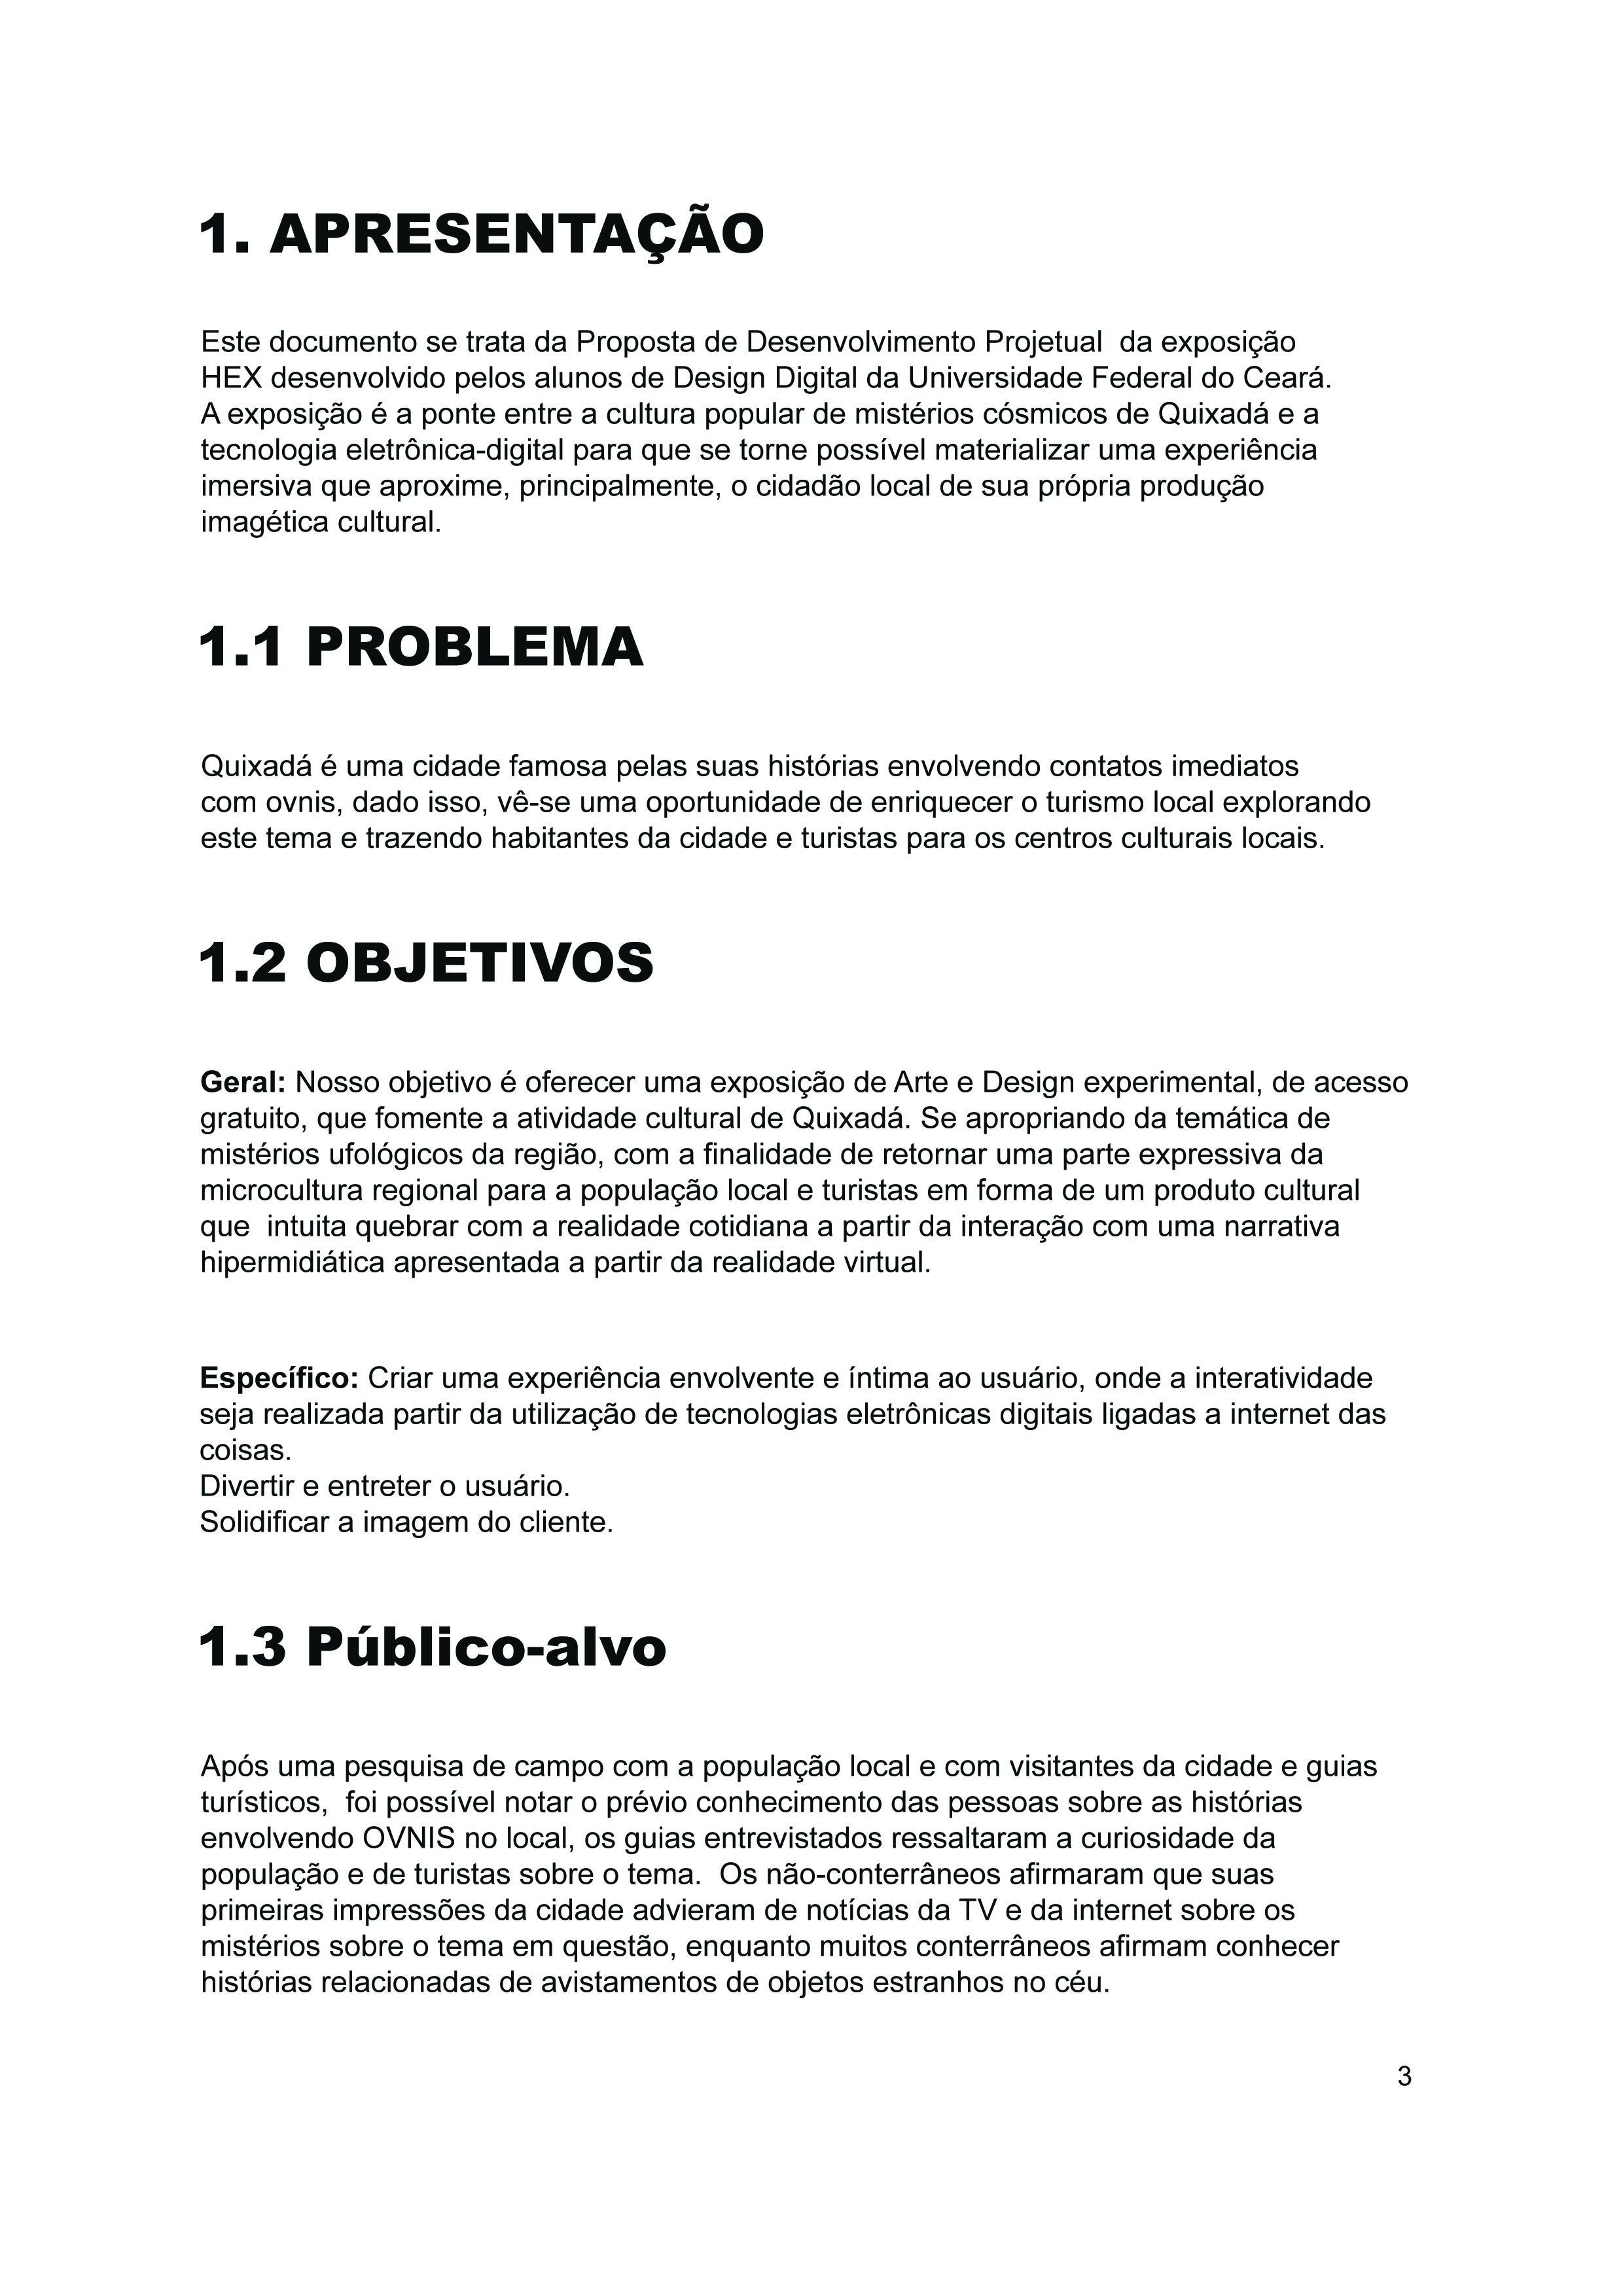 1. APRESENTAÇÃO
Este documento se trata da Proposta de Desenvolvimento Projetual  da exposição
HEX desenvolvido pelos alunos de Design Digital da Universidade Federal do Ceará.
A exposição é a ponte entre a cultura popular de mistérios cósmicos de Quixadá e a
tecnologia eletrônica-digital para que se torne possível materializar uma experiência
imersiva que aproxime, principalmente, o cidadão local de sua própria produção
imagética cultural.
1.1 PROBLEMA
Quixadá é uma cidade famosa pelas suas histórias envolvendo contatos imediatos
com ovnis, dado isso, vê-se uma oportunidade de enriquecer o turismo local explorando
este tema e trazendo habitantes da cidade e turistas para os centros culturais locais.
1.2 OBJETIVOS
Geral: Nosso objetivo é oferecer uma exposição de Arte e Design experimental, de acesso
gratuito, que fomente a atividade cultural de Quixadá. Se apropriando da temática de
mistérios ufológicos da região, com a finalidade de retornar uma parte expressiva da
microcultura regional para a população local e turistas em forma de um produto cultural
que  intuita quebrar com a realidade cotidiana a partir da interação com uma narrativa
hipermidiática apresentada a partir da realidade virtual.
Específico: Criar uma experiência envolvente e íntima ao usuário, onde a interatividade
seja realizada partir da utilização de tecnologias eletrônicas digitais ligadas a internet das
coisas.
Divertir e entreter o usuário.
Solidificar a imagem do cliente.
1.3 Público-alvo
Após uma pesquisa de campo com a população local e com visitantes da cidade e guias
turísticos,  foi possível notar o prévio conhecimento das pessoas sobre as histórias
envolvendo OVNIS no local, os guias entrevistados ressaltaram a curiosidade da
população e de turistas sobre o tema.  Os não-conterrâneos afirmaram que suas
primeiras impressões da cidade advieram de notícias da TV e da internet sobre os
mistérios sobre o tema em questão, enquanto muitos conterrâneos afirmam conhecer
histórias relacionadas de avistamentos de objetos estranhos no céu.
3